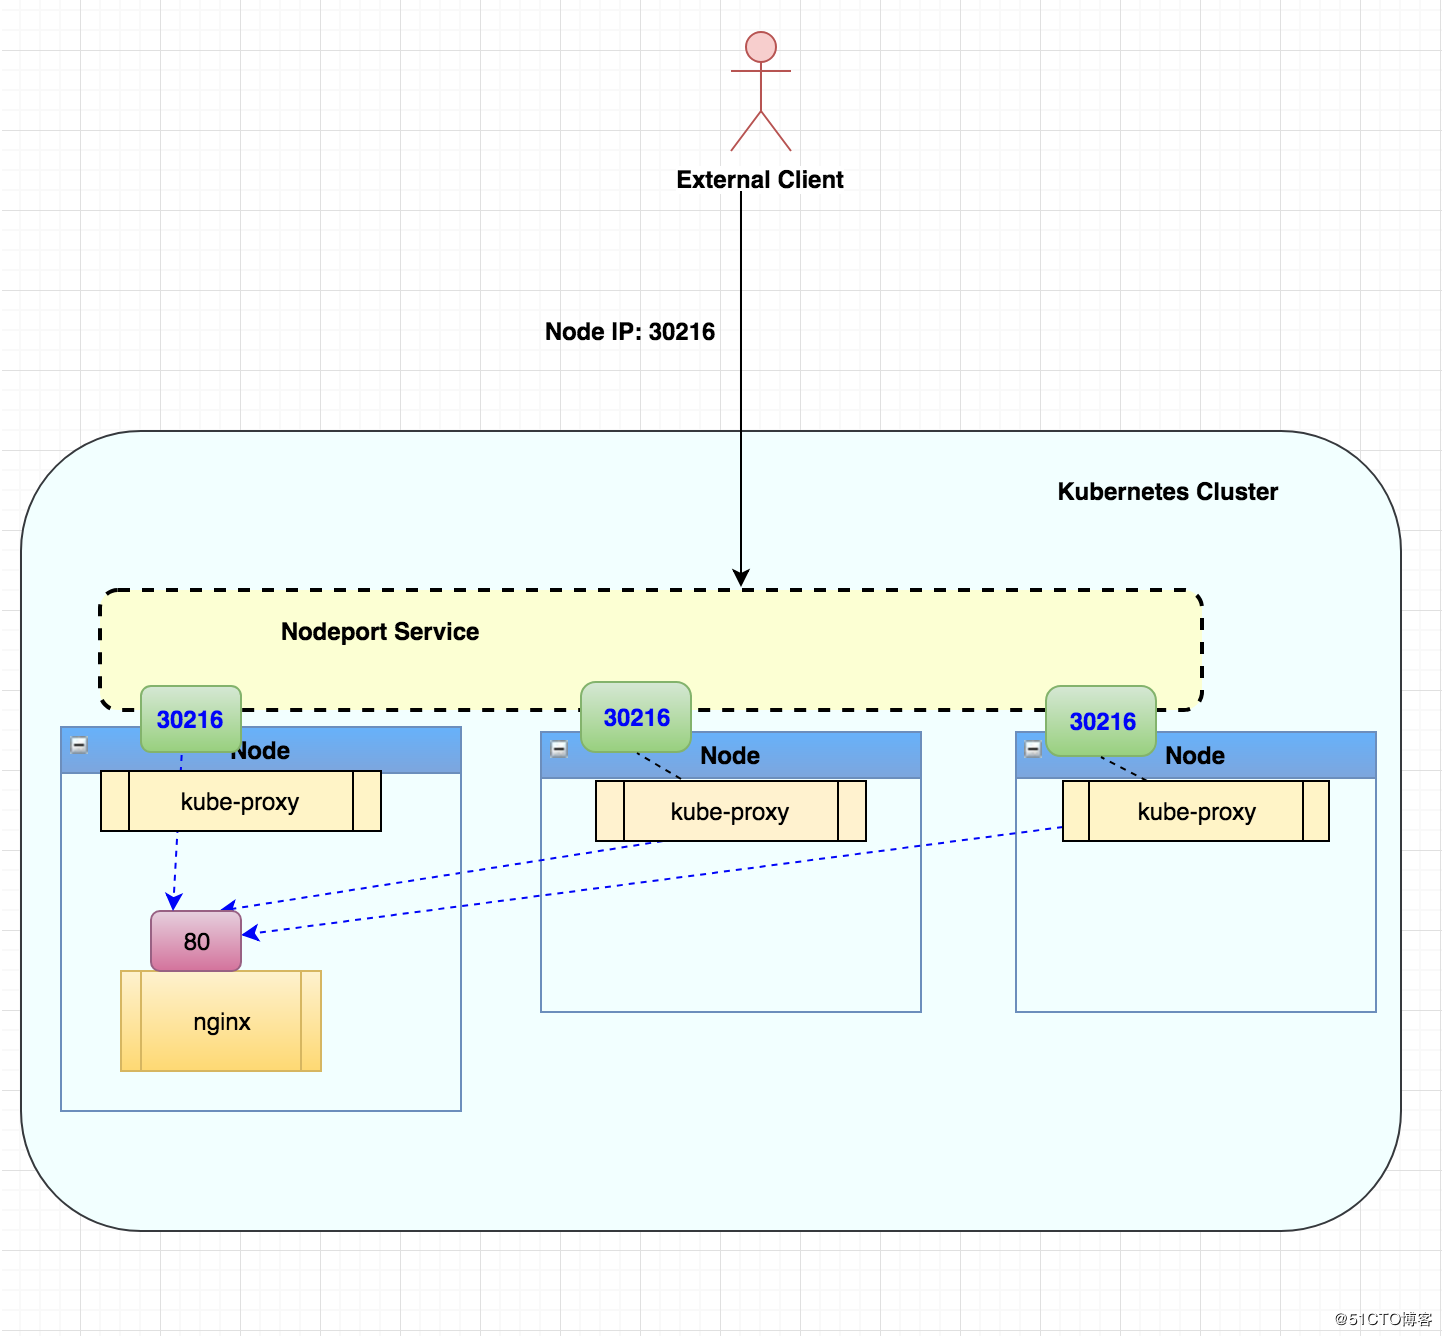 External Client
Node IP: 30216
Kubernetes Cluster
Nodeport Service
30216
30216
30216
Node
Node
Node
kube-proxy
kube-proxy
kube-proxy
80
nginx
@51CTO博客